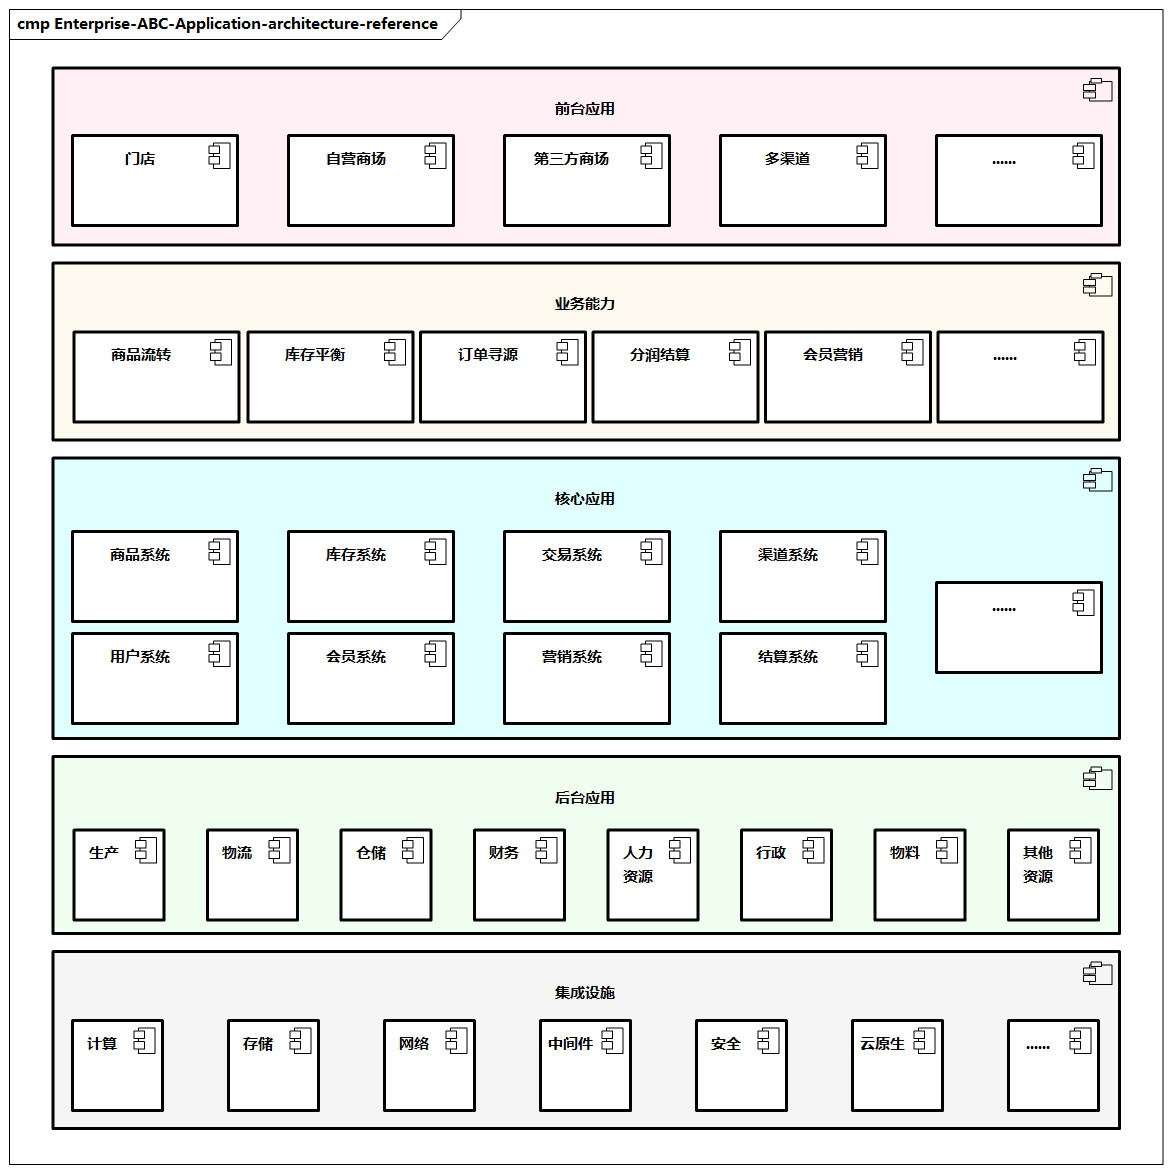 cmp Enterprise-ABC-Application-architecture-reference
前台应用
门店
自营商场
第三方商场
多渠道
......
业务能力
商品流转
库存平衡
订单寻源
分润结算
会员营销
......
核心应用
商品系统
库存系统
交易系统
渠道系统
......
用户系统
会员系统
营销系统
结算系统
后台应用
生产
物流
仓储
财务
人力
资源
行政
物料
其他
资源
集成设施
计算
存储
网络
中间件
安全
云原生
......